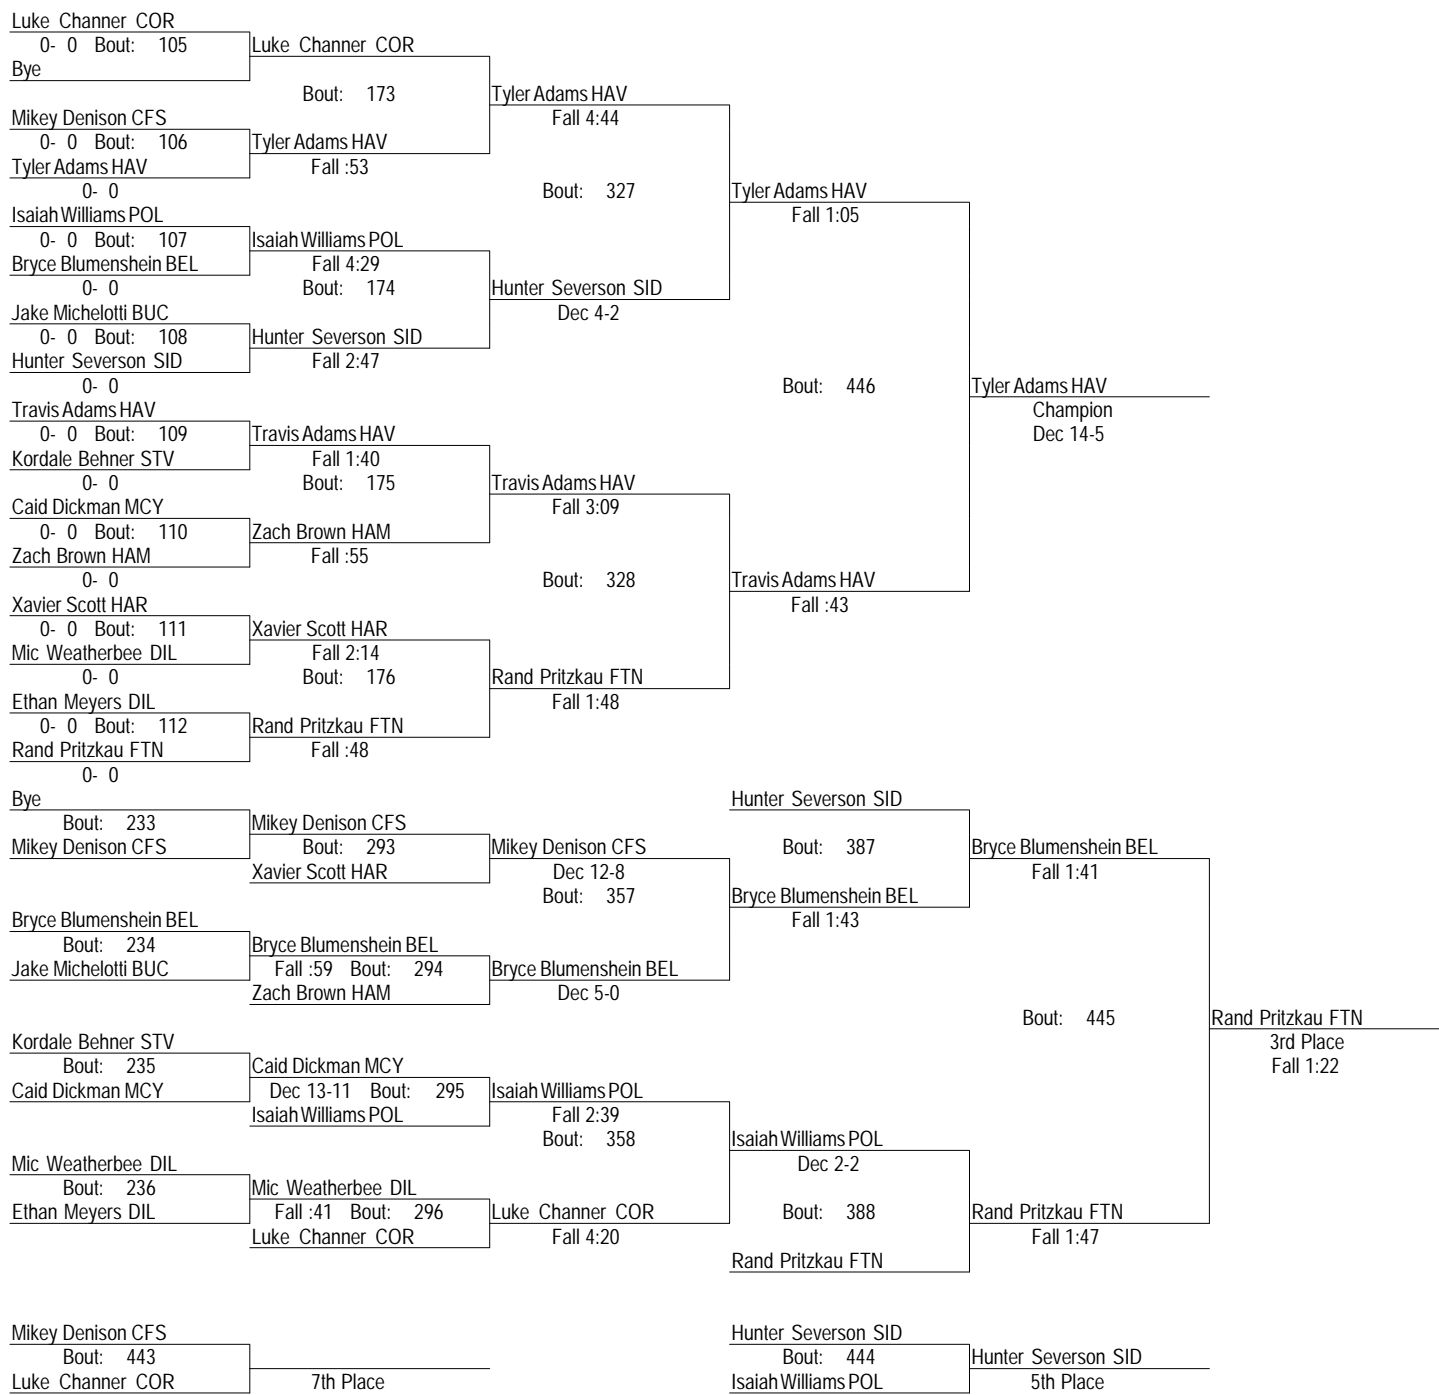 Luke Channer COR
0- 0 Bout: 105 Luke Channer COR
Bye
Bout: 173 Tyler Adams HAV
Mikey Denison CFS Fall 4:44
0- 0 Bout: 106 Tyler Adams HAV
Tyler Adams HAV Fall :53
0- 0 Bout: 327 Tyler Adams HAV
Isaiah Williams POL Fall 1:05
0- 0 Bout: 107 Isaiah Williams POL
Bryce Blumenshein BEL Fall 4:29
0- 0 Bout: 174 Hunter Severson SID
Jake Michelotti BUC Dec 4-2
0- 0 Bout: 108 Hunter Severson SID
Hunter Severson SID Fall 2:47
0- 0 Bout: 446 Tyler Adams HAV
Travis Adams HAV Champion
0- 0 Bout: 109 Travis Adams HAV Dec 14-5
Kordale Behner STV Fall 1:40
0- 0 Bout: 175 Travis Adams HAV
Caid Dickman MCY Fall 3:09
0- 0 Bout: 110 Zach Brown HAM
Zach Brown HAM Fall :55
0- 0 Bout: 328 Travis Adams HAV
Xavier Scott HAR Fall :43
0- 0 Bout: 111 Xavier Scott HAR
Mic Weatherbee DIL Fall 2:14
0- 0 Bout: 176 Rand Pritzkau FTN
Ethan Meyers DIL Fall 1:48
0- 0 Bout: 112 Rand Pritzkau FTN
Rand Pritzkau FTN Fall :48
0- 0
Bye Hunter Severson SID
Bout: 233 Mikey Denison CFS
Mikey Denison CFS Bout: 293 Mikey Denison CFS Bout: 387 Bryce Blumenshein BEL
Xavier Scott HAR Dec 12-8 Fall 1:41
Bout: 357 Bryce Blumenshein BEL
Bryce Blumenshein BEL Fall 1:43
Bout: 234 Bryce Blumenshein BEL
Jake Michelotti BUC Fall :59 Bout: 294 Bryce Blumenshein BEL
Zach Brown HAM Dec 5-0
Bout: 445 Rand Pritzkau FTN
Kordale Behner STV 3rd Place
Bout: 235 Caid Dickman MCY Fall 1:22
Caid Dickman MCY Dec 13-11 Bout: 295 Isaiah Williams POL
Isaiah Williams POL Fall 2:39
Bout: 358 Isaiah Williams POL
Mic Weatherbee DIL Dec 2-2
Bout: 236 Mic Weatherbee DIL
Ethan Meyers DIL Fall :41 Bout: 296 Luke Channer COR Bout: 388 Rand Pritzkau FTN
Luke Channer COR Fall 4:20 Fall 1:47
Rand Pritzkau FTN
Mikey Denison CFS Hunter Severson SID
Bout: 443 Bout: 444 Hunter Severson SID
Luke Channer COR 7th Place Isaiah Williams POL 5th Place